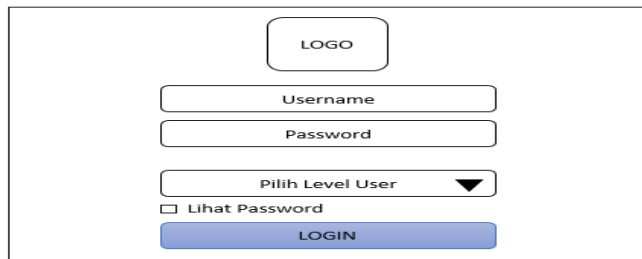 LOGO
Username
Password
Pilih Level User
Lihat Password
LOGIN